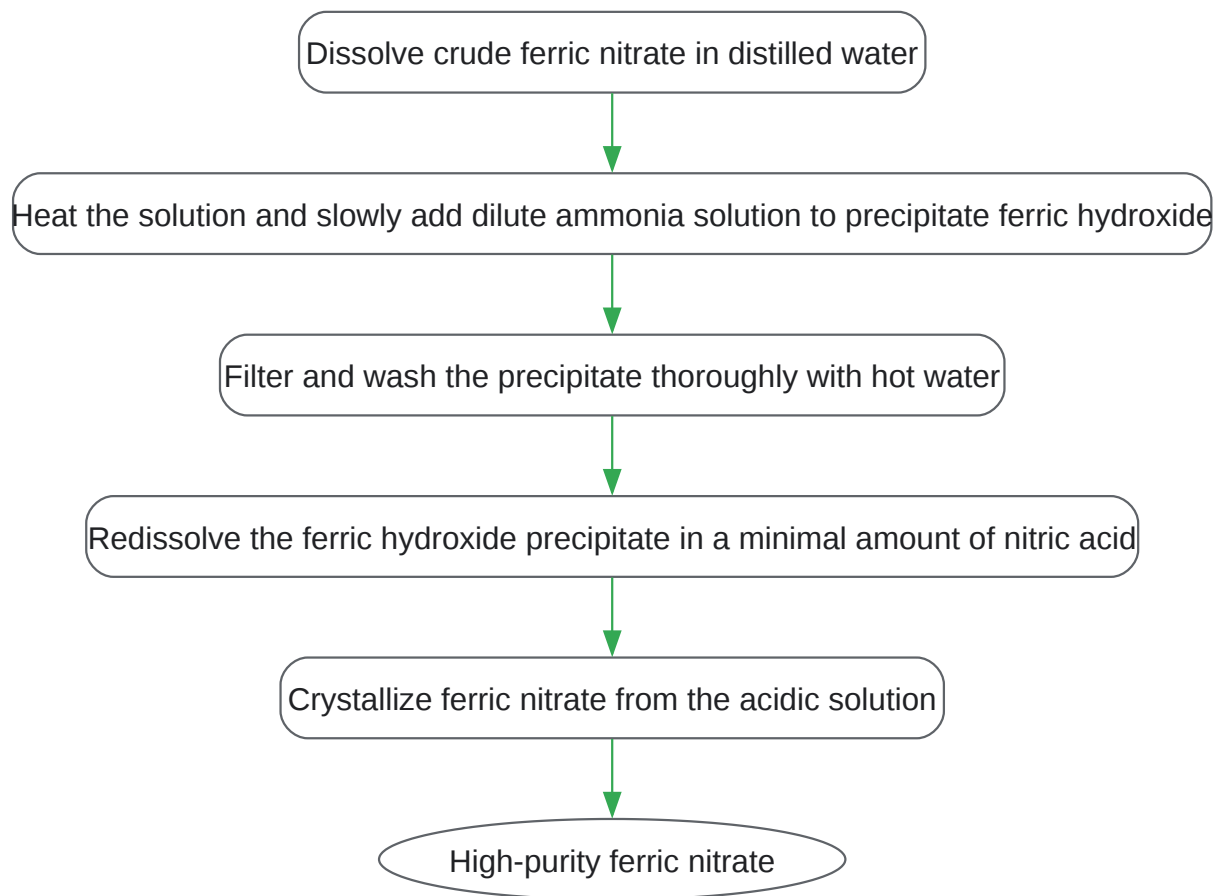 Dissolve crude ferric nitrate in distilled water
Heat the solution and slowly add dilute ammonia solution to precipitate ferric hydroxide
Filter and wash the precipitate thoroughly with hot water
Redissolve the ferric hydroxide precipitate in a minimal amount of nitric acid
Crystallize ferric nitrate from the acidic solution
High-purity ferric nitrate